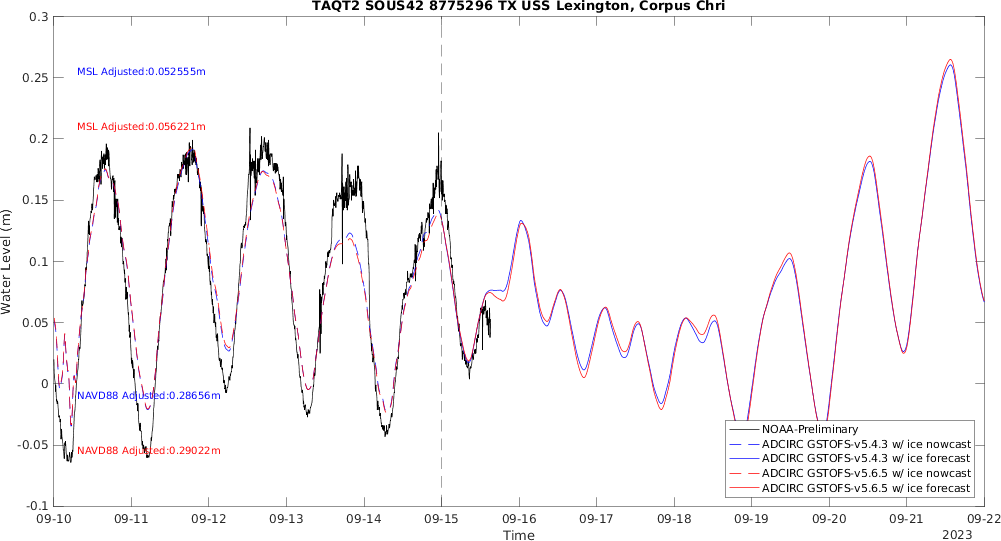 TAQT2 SOUS42 8775296 TX USS Lexington, Corpus Chri
0.3
0.25
0.2
0.15
0.1
0.05
0
-0.05
-0.1
Water Level (m)
MSL Adjusted:0.052555m
MSL Adjusted:0.056221m
NAVD88 Adjusted:0.28656m
NAVD88 Adjusted:0.29022m
NOAA-Preliminary
ADCIRC GSTOFS-v5.4.3 w/ ice nowcast
ADCIRC GSTOFS-v5.4.3 w/ ice forecast
ADCIRC GSTOFS-v5.6.5 w/ ice nowcast
ADCIRC GSTOFS-v5.6.5 w/ ice forecast
09-10 09-11 09-12 09-13 09-14 09-15 09-16 09-17 09-18 09-19 09-20 09-21 09-22
Time
2023